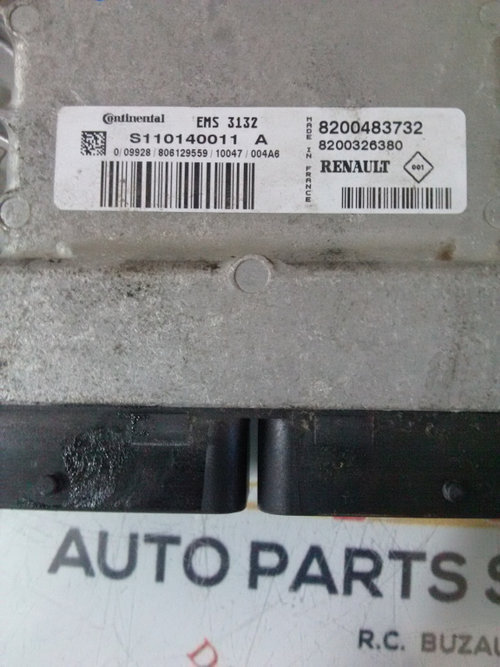 Continental EMS 3132
S110140011 A
0/09928/806129559/10047/004A6
MADE IN FRANCE
8200483732
8200326380
RENAULT 001
AUTO PARTS S
R.C. BUZAU
D